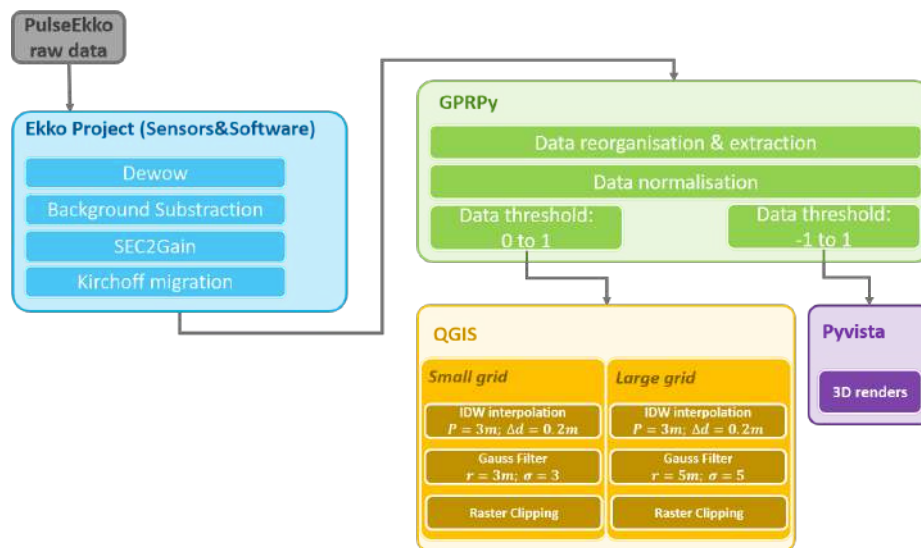 PulseEkko
raw data
Ekko Project (Sensors&Software)
Dewow
Background Substraction
SEC2Gain
Kirchoff migration
GPRPy
Data reorganisation & extraction
Data normalisation
Data threshold:
0 to 1
Data threshold:
-1 to 1
QGIS
Small grid
IDW interpolation
P = 3m; Δd = 0.2m
Gauss Filter
r = 3m; σ = 3
Raster Clipping
Large grid
IDW interpolation
P = 3m; Δd = 0.2m
Gauss Filter
r = 5m; σ = 5
Raster Clipping
Pyvista
3D renders